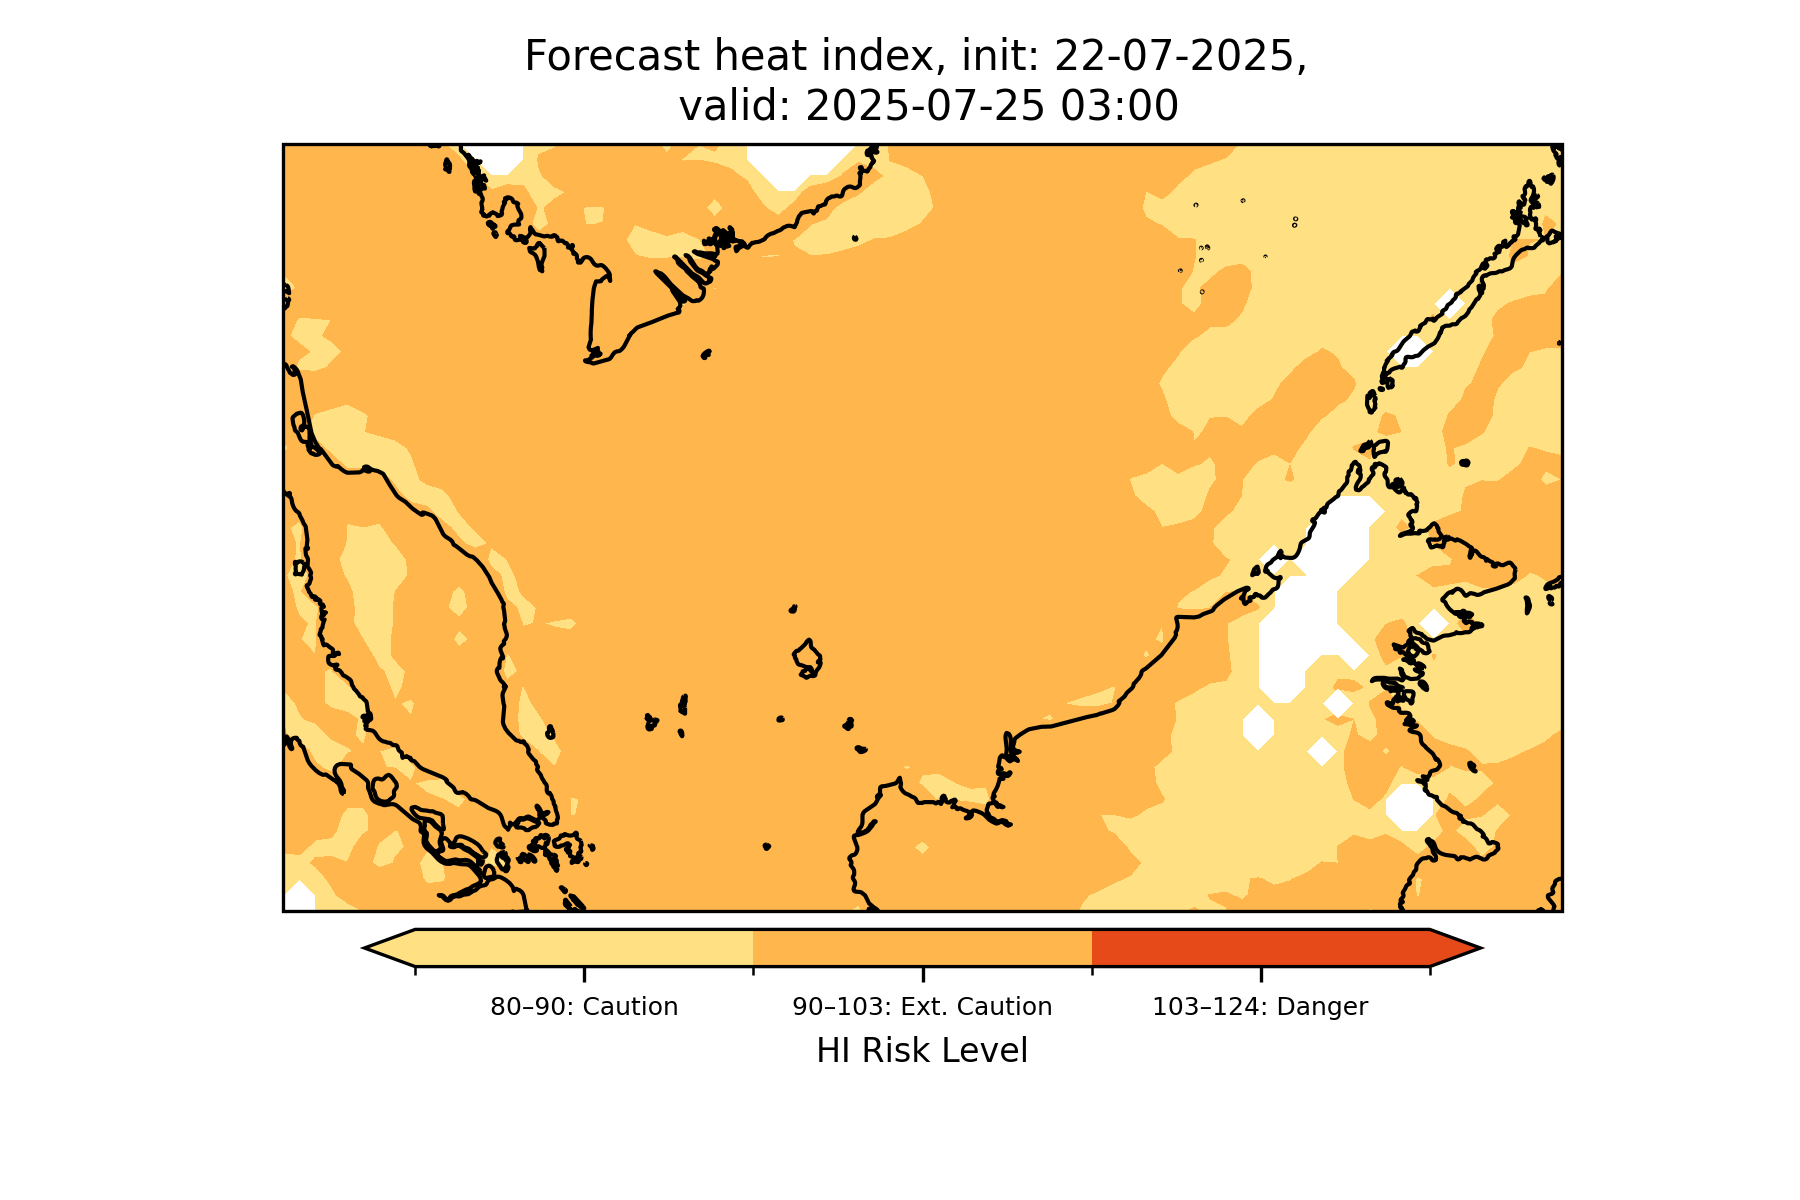 Forecast heat index, init: 22-07-2025,
valid: 2025-07-25 03:00
80–90: Caution
90–103: Ext. Caution
103–124: Danger
HI Risk Level